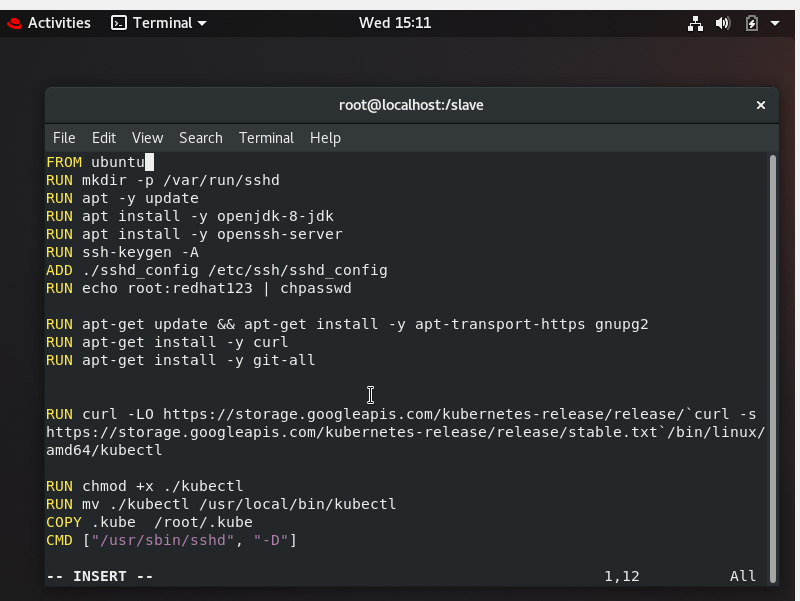 Activities Terminal Wed 15:11
root@localhost:/slave ×
File Edit View Search Terminal Help
FROM ubuntu
RUN mkdir -p /var/run/sshd
RUN apt -y update
RUN apt install -y openjdk-8-jdk
RUN apt install -y openssh-server
RUN ssh-keygen -A
ADD ./sshd_config /etc/ssh/sshd_config
RUN echo root:redhat123 | chpasswd
RUN apt-get update && apt-get install -y apt-transport-https gnupg2
RUN apt-get install -y curl
RUN apt-get install -y git-all
RUN curl -LO https://storage.googleapis.com/kubernetes-release/release/`curl -s
https://storage.googleapis.com/kubernetes-release/release/stable.txt`/bin/linux/
amd64/kubectl
RUN chmod +x ./kubectl
RUN mv ./kubectl /usr/local/bin/kubectl
COPY .kube  /root/.kube
CMD ["/usr/sbin/sshd", "-D"]
-- INSERT -- 1,12 All